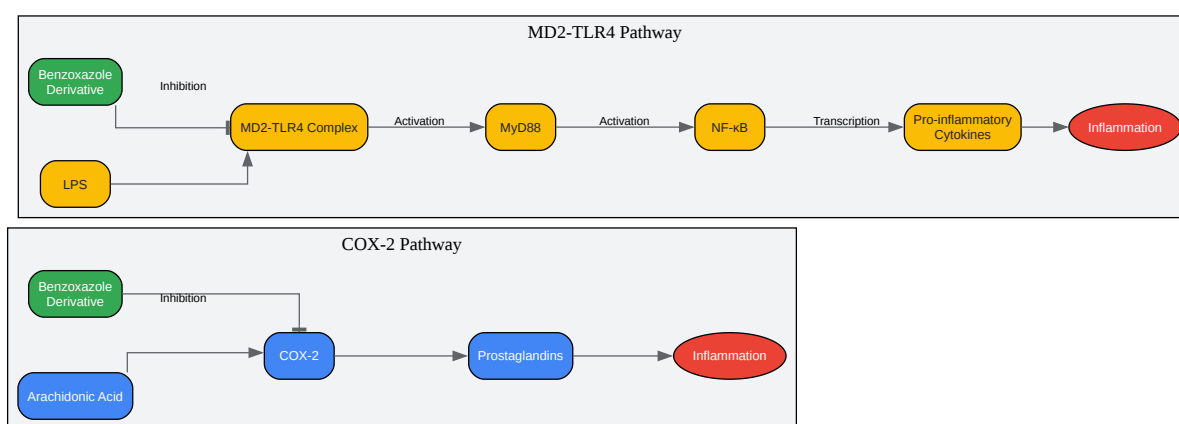 MD2-TLR4 Pathway
Benzoxazole
Derivative
Inhibition
MD2-TLR4 Complex
Activation
MyD88
Activation
NF-κB
Transcription
Pro-inflammatory
Cytokines
Inflammation
LPS
COX-2 Pathway
Benzoxazole
Derivative
Inhibition
COX-2
Prostaglandins
Inflammation
Arachidonic Acid